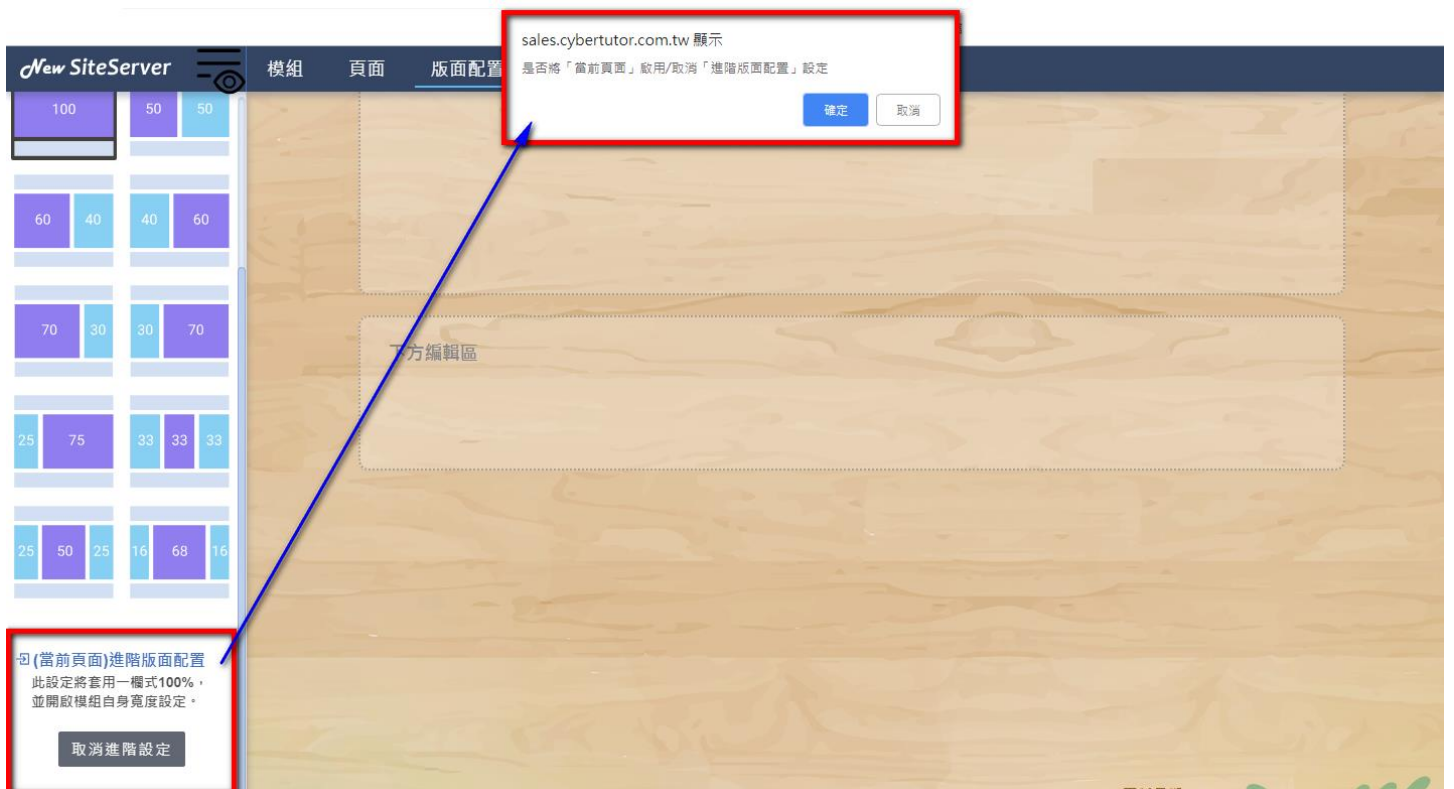 sales.cybertutor.com.tw 顯示
是否將「當前頁面」啟用/取消「進階版面配置」設定
確定 取消
New SiteServer 模組 頁面 版面配置
100 50 50
60 40 40 60
70 30 30 70
25 75 33 33 33
25 50 25 16 68 16
下方編輯區
(當前頁面)進階版面配置
此設定將套用一欄式100%，
並開啟模組自身寬度設定。
取消進階設定